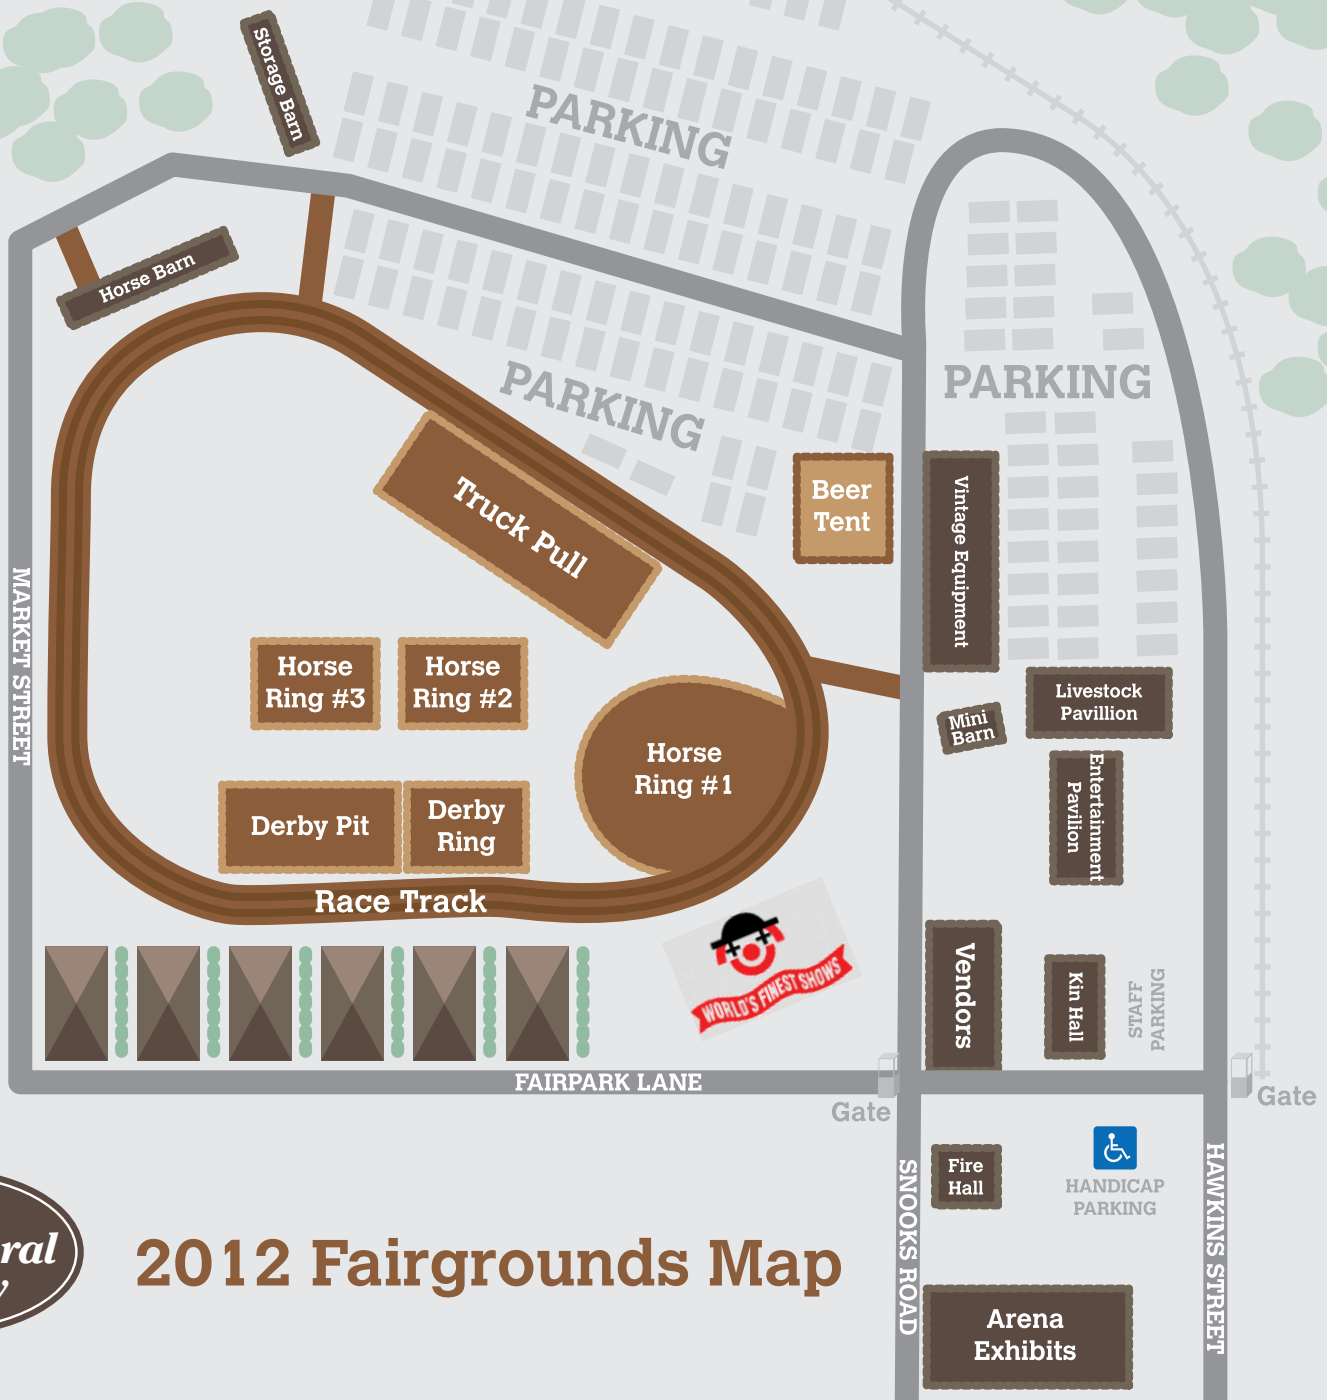 Storage Barn
PARKING
Horse Barn
PARKING
PARKING
Truck Pull
Beer
Tent
Vintage Equipment
MARKET STREET
Horse
Ring #3
Horse
Ring #2
Livestock
Pavillion
Mini
Barn
Horse
Ring #1
Entertainment
Pavilion
Derby Pit
Derby
Ring
Race Track
WORLD'S FINEST SHOWS
Vendors
Kin Hall
STAFF
PARKING
FAIRPARK LANE
Gate
Gate
Fire
Hall
HANDICAP
PARKING
SNOOKS ROAD
HAWKINS STREET
ral
2012 Fairgrounds Map
Arena
Exhibits